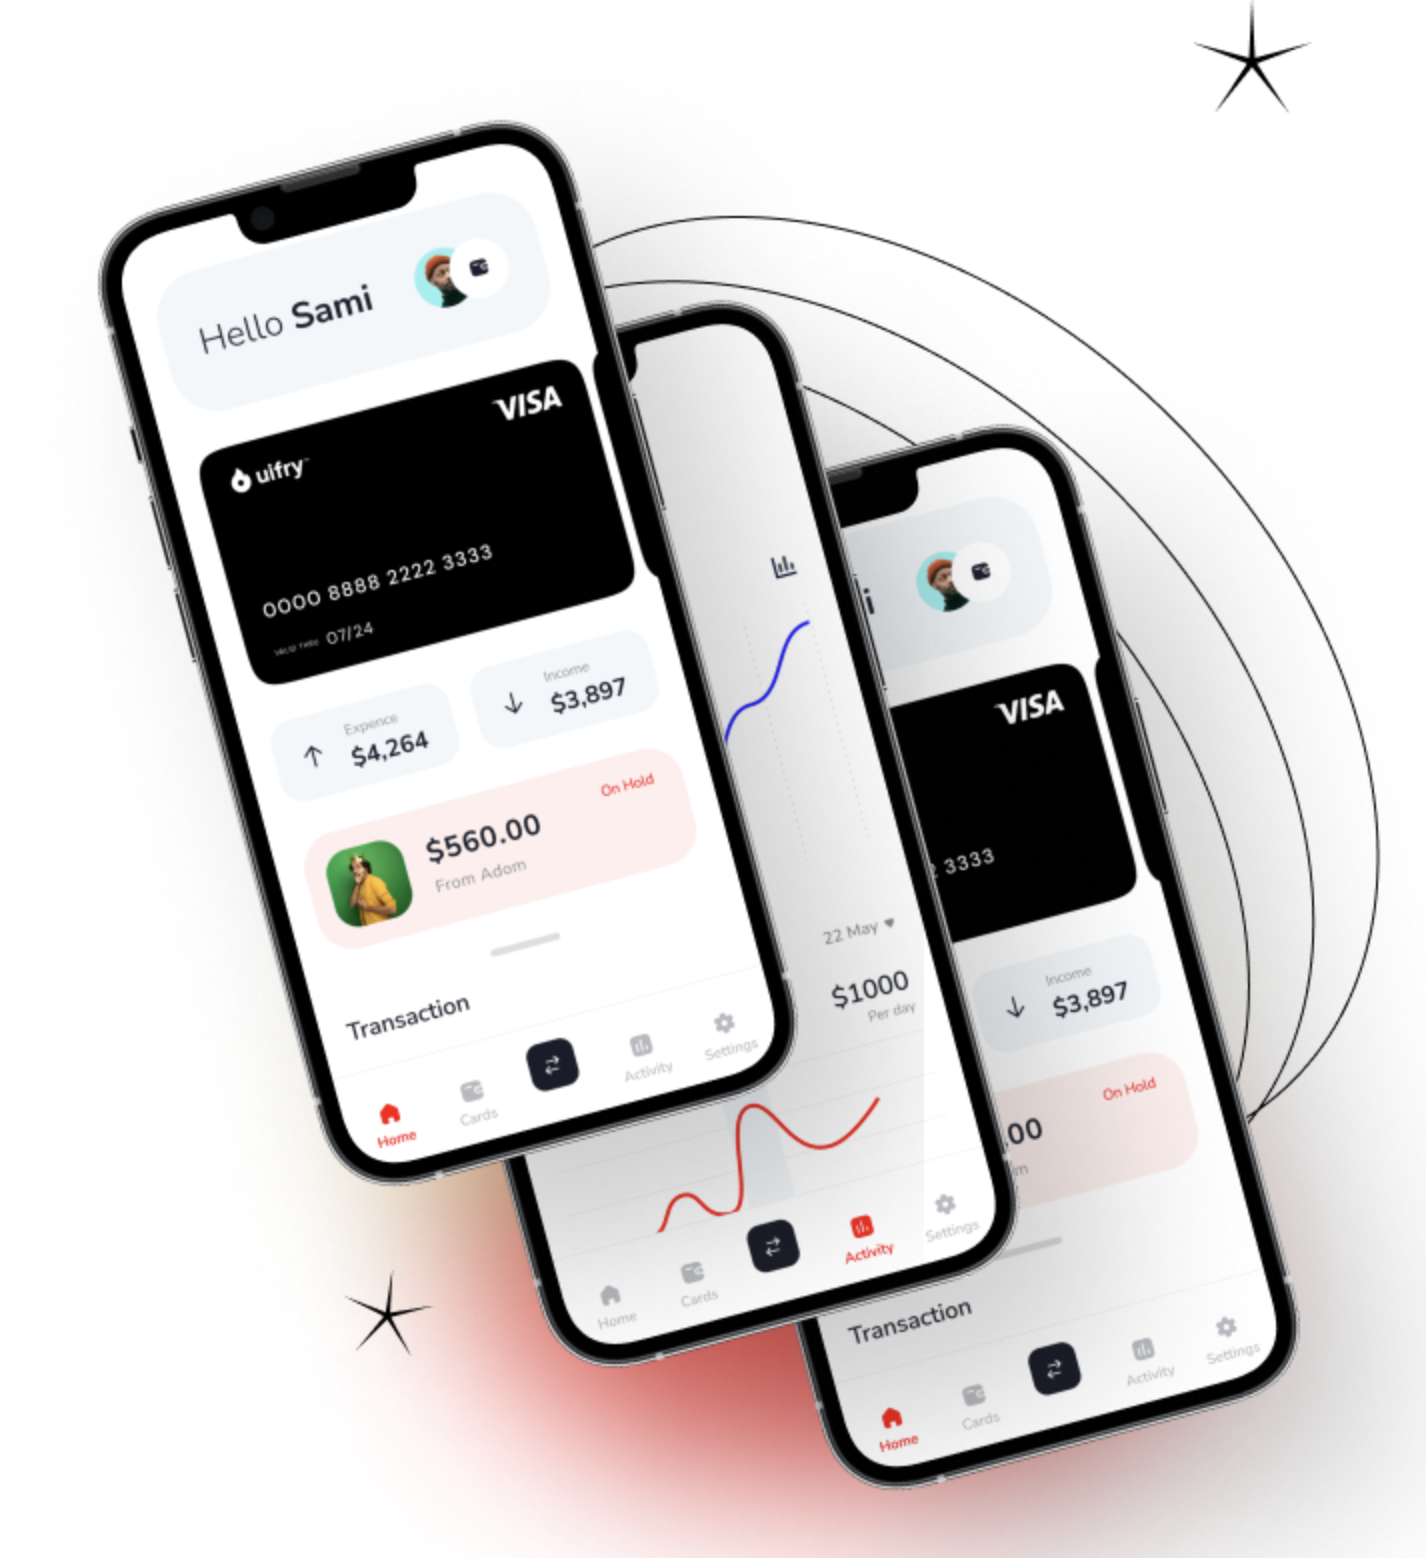 Hello Sami
VISA
uifry™
0000 8888 2222 3333
VALID THRU 07/24
Expence
$4,264
Income
$3,897
On Hold
$560.00
From Adom
Transaction
Home
Cards
Activity
Settings
22 May
$1000
Per day
Home
Cards
Activity
Settings
i
VISA
2 3333
Income
$3,897
On Hold
.00
m
Transaction
Home
Cards
Activity
Settings